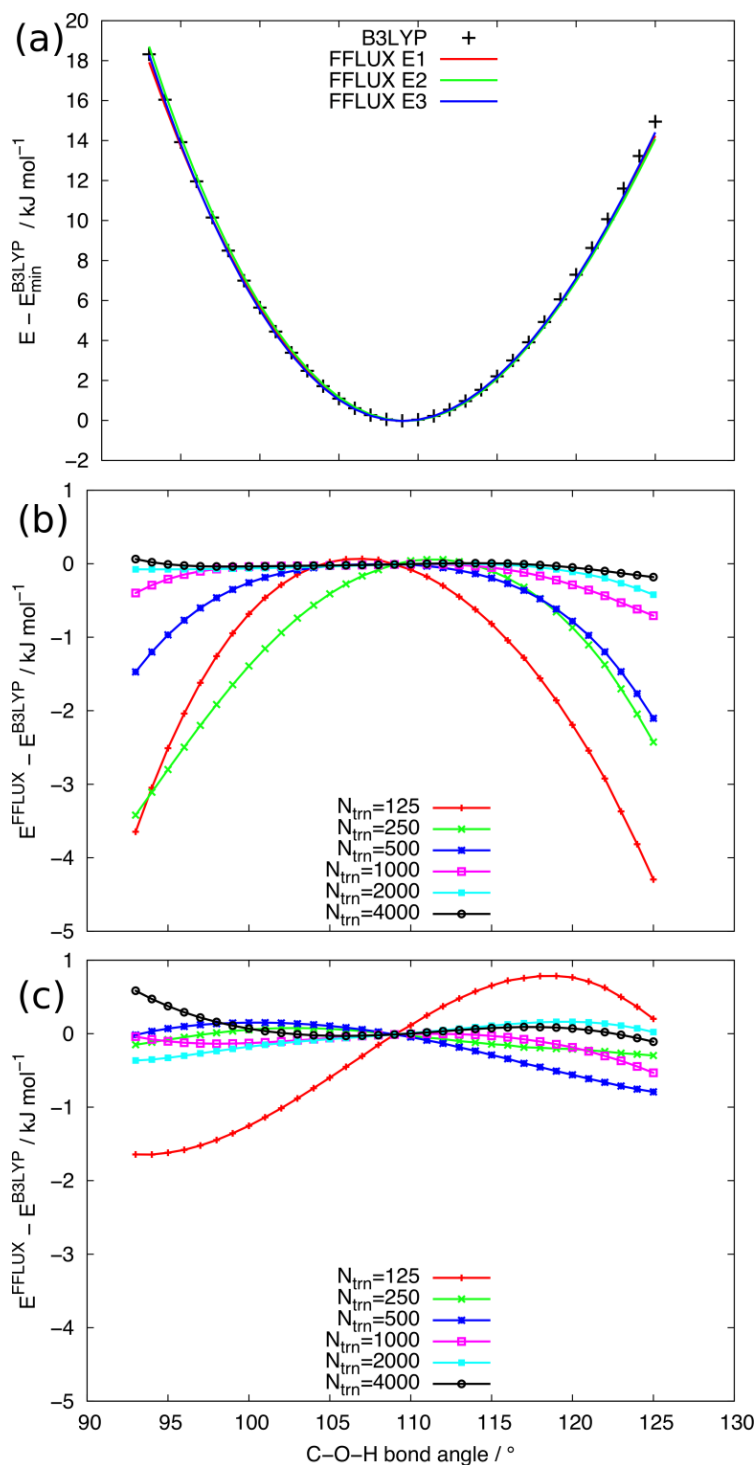 (a)
20
18
16
14
12
10
8
6
4
2
0
−2
E − E_min^B3LYP / kJ mol⁻¹
B3LYP
FFLUX E1
FFLUX E2
FFLUX E3
(b)
1
0
−1
−2
−3
−4
−5
E^FFLUX − E^B3LYP / kJ mol⁻¹
N_trn=125
N_trn=250
N_trn=500
N_trn=1000
N_trn=2000
N_trn=4000
(c)
1
0
−1
−2
−3
−4
−5
E^FFLUX − E^B3LYP / kJ mol⁻¹
N_trn=125
N_trn=250
N_trn=500
N_trn=1000
N_trn=2000
N_trn=4000
90 95 100 105 110 115 120 125 130
C−O−H bond angle / °